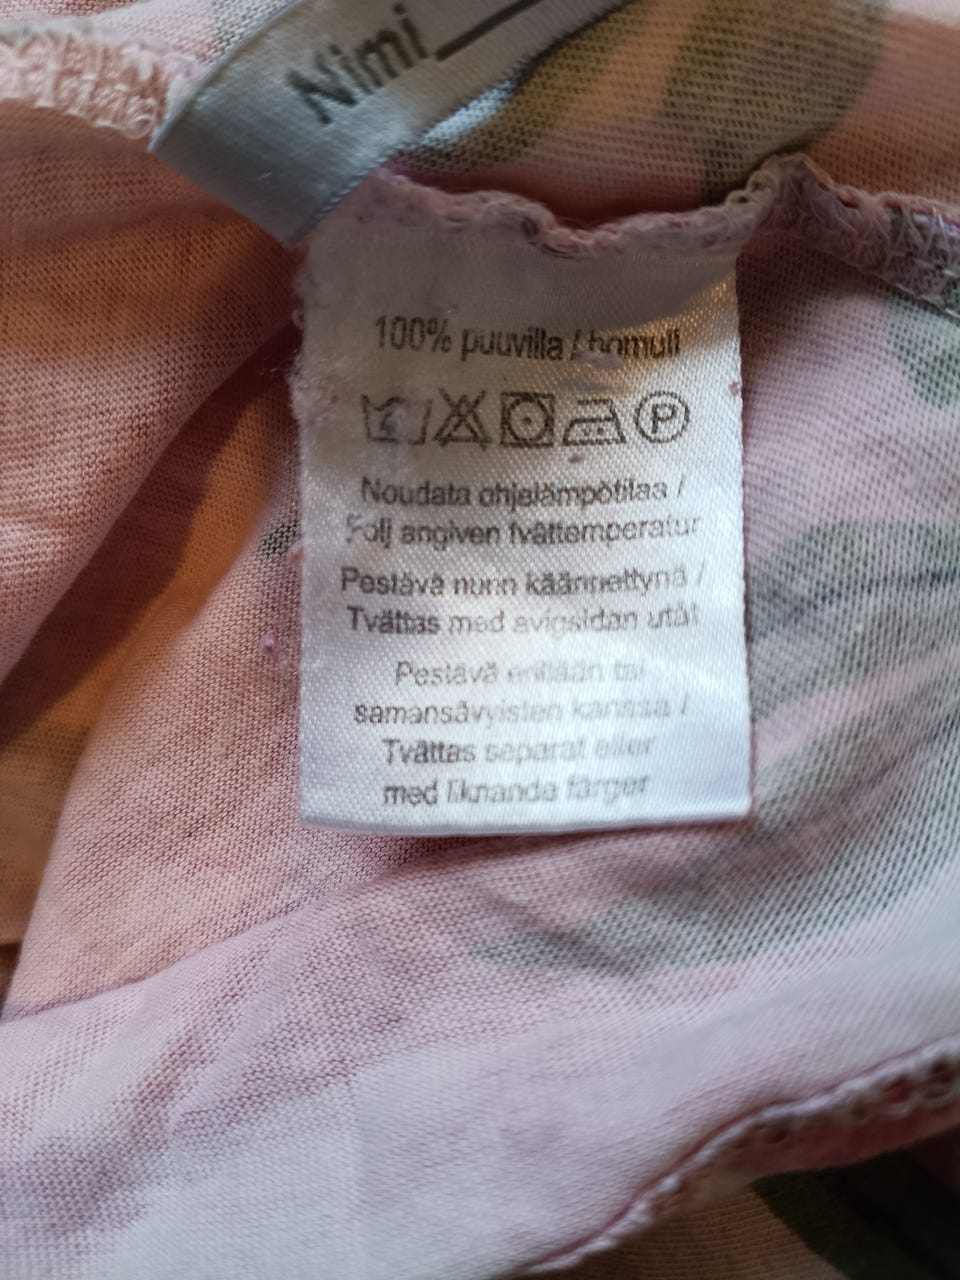 Nimi
100% puuvilla / bomull
P
Noudata ohjelämpötilaa /
Följ angiven tvättemperatur
Pestävä nurin käännettynä /
Tvättas med avigsidan utåt
Pestävä erillään tai
samansävyisten kanssa /
Tvättas separat eller
med liknande färger